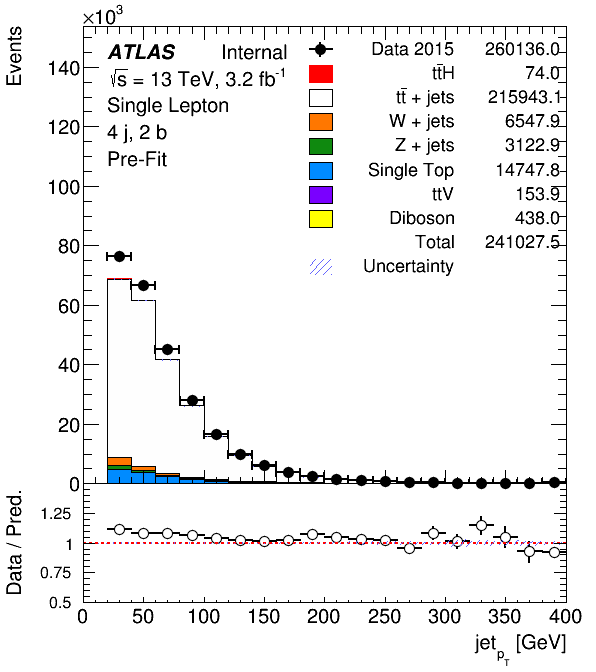 ×10³
Events
140
120
100
80
60
40
20
0
ATLAS Internal
√s = 13 TeV, 3.2 fb⁻¹
Single Lepton
4 j, 2 b
Pre-Fit
Data 2015 260136.0
tt̄H 74.0
tt̄ + jets 215943.1
W + jets 6547.9
Z + jets 3122.9
Single Top 14747.8
ttV 153.9
Diboson 438.0
Total 241027.5
Uncertainty
Data / Pred.
1.25
1
0.75
0.5
0 50 100 150 200 250 300 350 400
jet_pT [GeV]